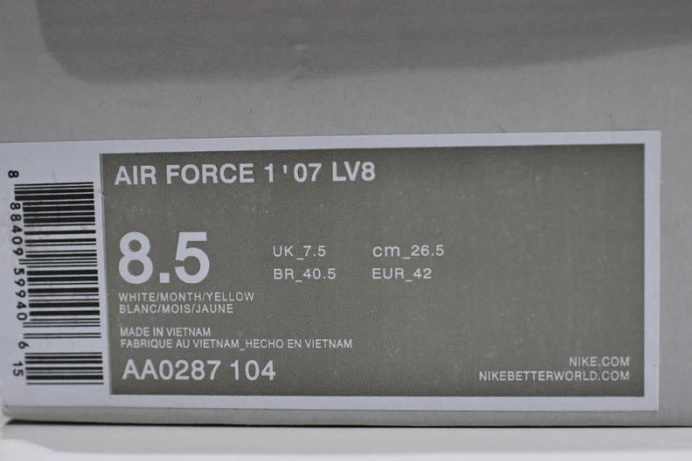 AIR FORCE 1 '07 LV8
8.5
UK_7.5 cm_26.5
BR_40.5 EUR_42
WHITE/MONTH/YELLOW
BLANC/MOIS/JAUNE
MADE IN VIETNAM
FABRIQUE AU VIETNAM_HECHO EN VIETNAM
AA0287 104
NIKE.COM
NIKEBETTERWORLD.COM
8 88409 59940 6 15